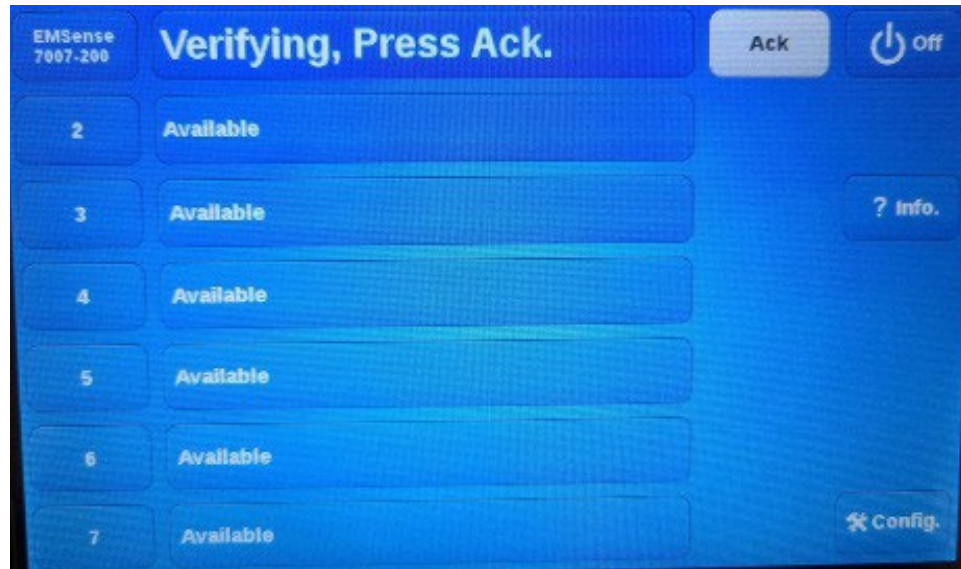 EMSense
7007-200
Verifying, Press Ack.
Ack
Off
2
Available
3
Available
? Info.
4
Available
5
Available
6
Available
7
Available
Config.